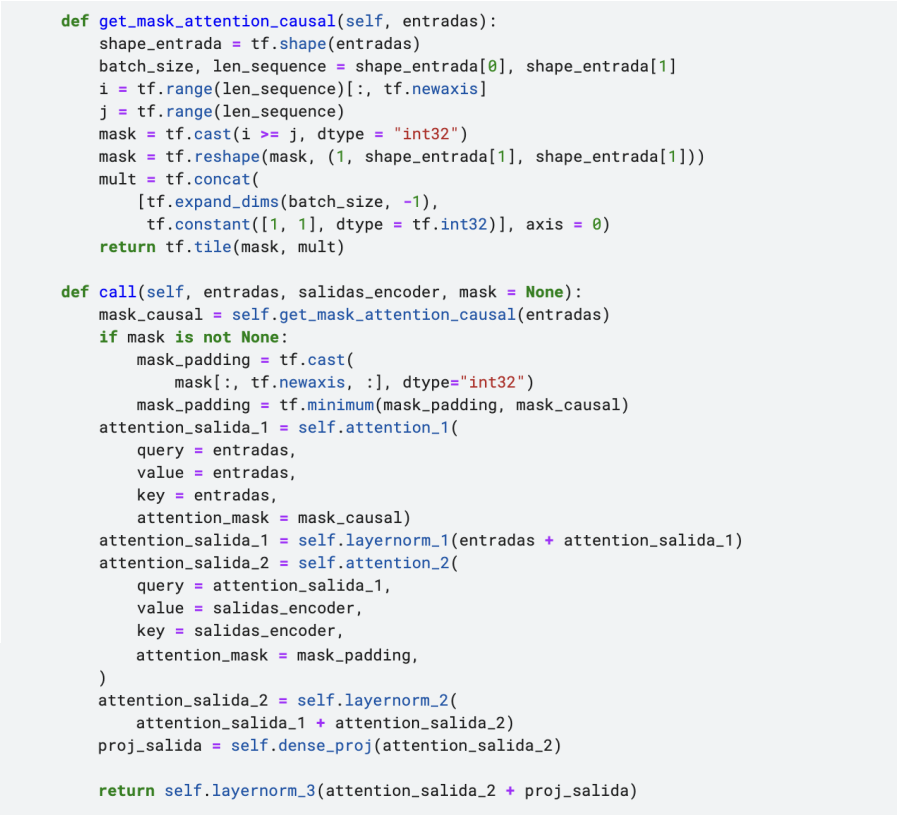 def get_mask_attention_causal(self, entradas):
    shape_entrada = tf.shape(entradas)
    batch_size, len_sequence = shape_entrada[0], shape_entrada[1]
    i = tf.range(len_sequence)[:, tf.newaxis]
    j = tf.range(len_sequence)
    mask = tf.cast(i >= j, dtype = "int32")
    mask = tf.reshape(mask, (1, shape_entrada[1], shape_entrada[1]))
    mult = tf.concat(
        [tf.expand_dims(batch_size, -1),
         tf.constant([1, 1], dtype = tf.int32)], axis = 0)
    return tf.tile(mask, mult)

def call(self, entradas, salidas_encoder, mask = None):
    mask_causal = self.get_mask_attention_causal(entradas)
    if mask is not None:
        mask_padding = tf.cast(
            mask[:, tf.newaxis, :], dtype="int32")
        mask_padding = tf.minimum(mask_padding, mask_causal)
    attention_salida_1 = self.attention_1(
        query = entradas,
        value = entradas,
        key = entradas,
        attention_mask = mask_causal)
    attention_salida_1 = self.layernorm_1(entradas + attention_salida_1)
    attention_salida_2 = self.attention_2(
        query = attention_salida_1,
        value = salidas_encoder,
        key = salidas_encoder,
        attention_mask = mask_padding,
    )
    attention_salida_2 = self.layernorm_2(
        attention_salida_1 + attention_salida_2)
    proj_salida = self.dense_proj(attention_salida_2)

    return self.layernorm_3(attention_salida_2 + proj_salida)